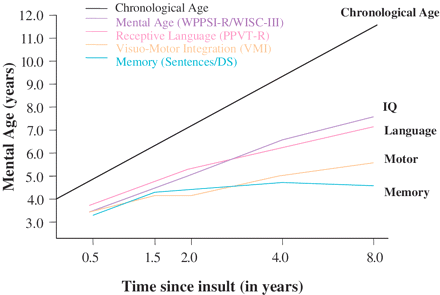 Chronological Age
Mental Age (WPPSI-R/WISC-III)
Receptive Language (PPVT-R)
Visuo-Motor Integration (VMI)
Memory (Sentences/DS)
Chronological Age
IQ
Language
Motor
Memory
Mental Age (years)
12.0
11.0
10.0
9.0
8.0
7.0
6.0
5.0
4.0
3.0
0.5 1.5 2.0 4.0 8.0
Time since insult (in years)